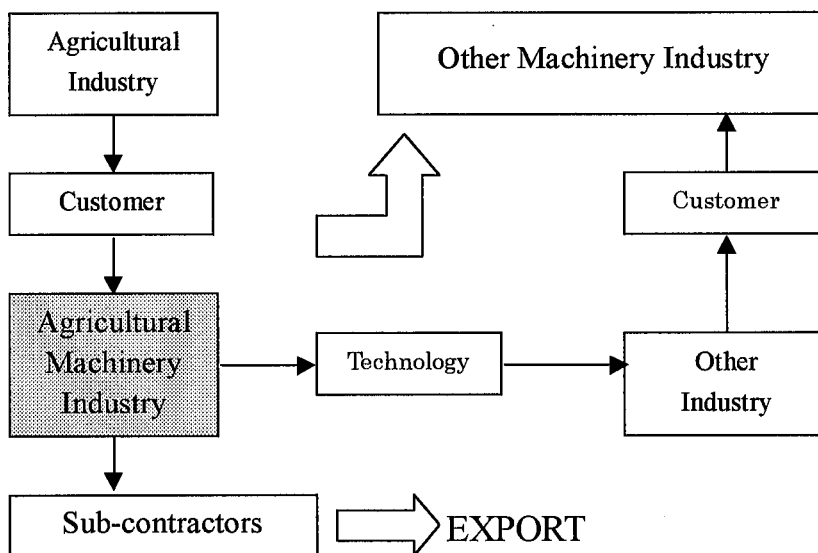 Agricultural
Industry
Other Machinery Industry
Customer
Customer
Agricultural
Machinery
Industry
Technology
Other
Industry
Sub-contractors
EXPORT